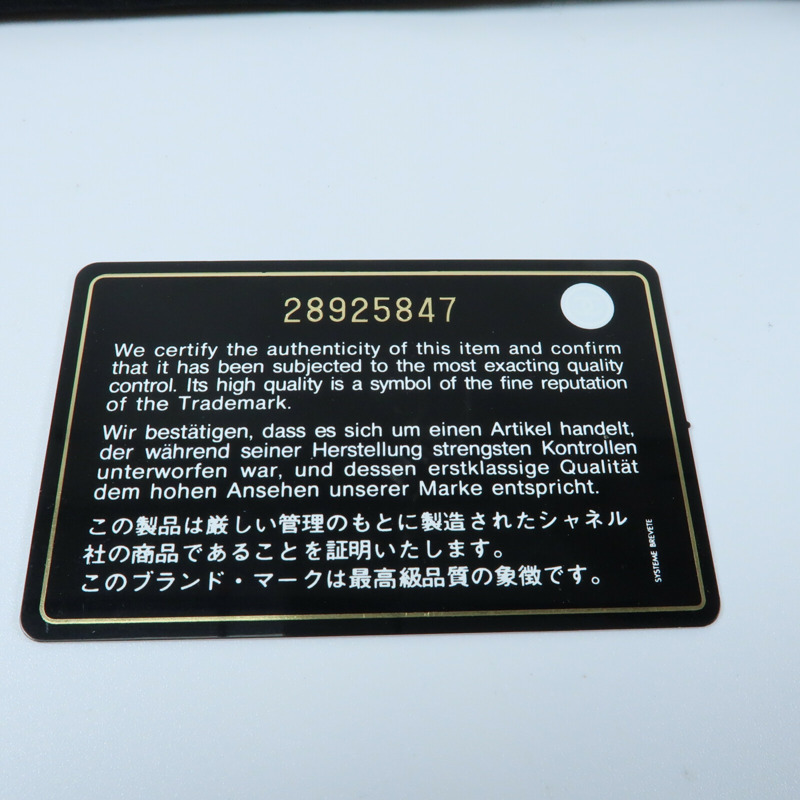 28925847
We certify the authenticity of this item and confirm
that it has been subjected to the most exacting quality
control. Its high quality is a symbol of the fine reputation
of the Trademark.
Wir bestätigen, dass es sich um einen Artikel handelt,
der während seiner Herstellung strengsten Kontrollen
unterworfen war, und dessen erstklassige Qualität
dem hohen Ansehen unserer Marke entspricht.
この製品は厳しい管理のもとに製造されたシャネル
社の商品であることを証明いたします。
このブランド・マークは最高級品質の象徴です。
SYSTEME BREVETE